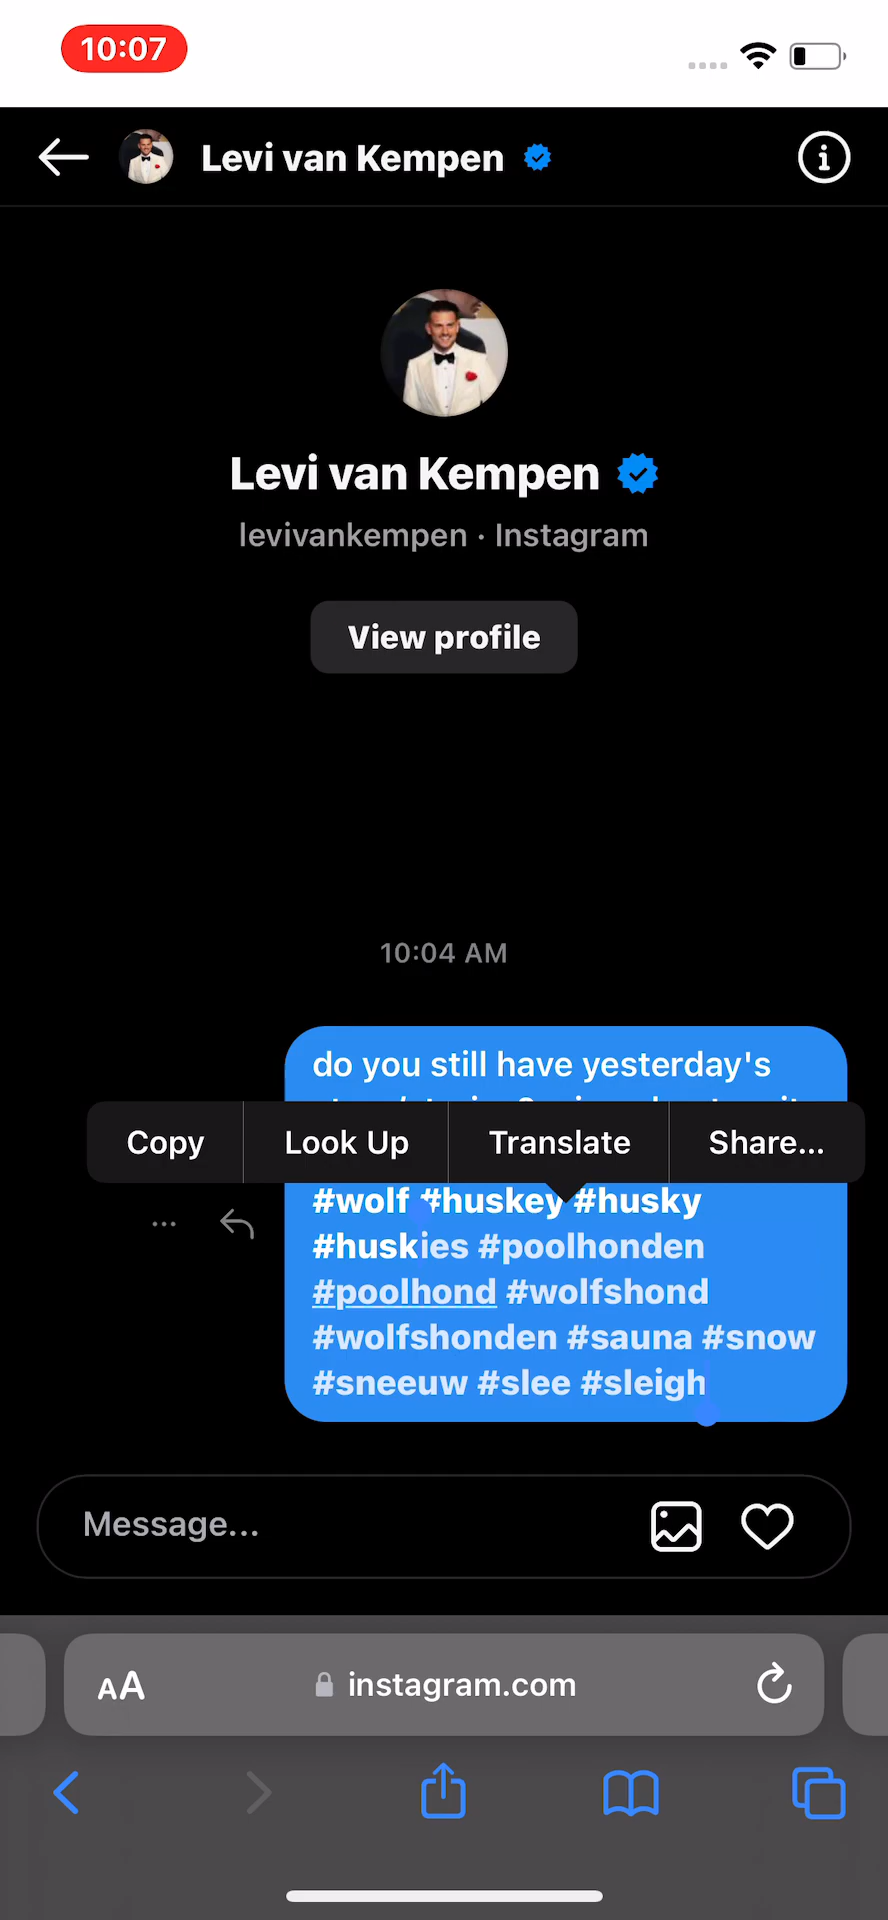 10:07
Levi van Kempen
Levi van Kempen
levivankempen · Instagram
View profile
10:04 AM
do you still have yesterday's
Copy Look Up Translate Share...
#wolf #huskey #husky
#huskies #poolhonden
#poolhond #wolfshond
#wolfshonden #sauna #snow
#sneeuw #slee #sleigh
Message...
AA instagram.com